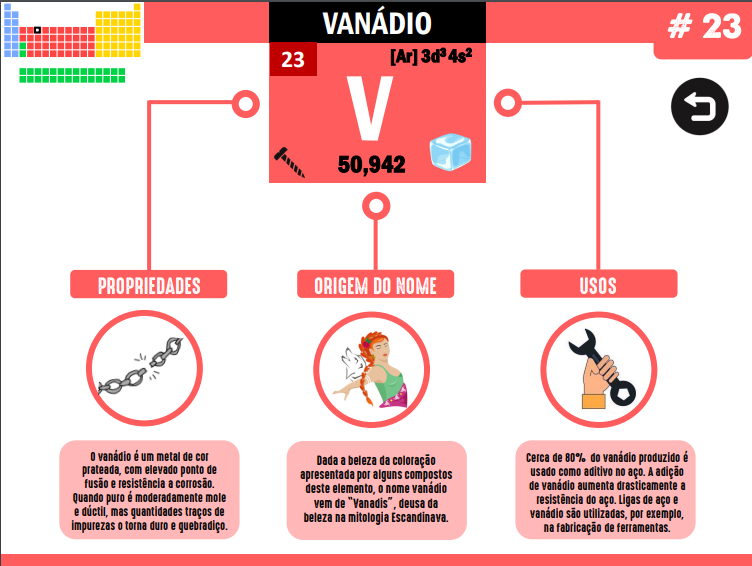 VANÁDIO
# 23
23
[Ar] 3d³ 4s²
V
50,942
PROPRIEDADES
ORIGEM DO NOME
USOS
O vanádio é um metal de cor
prateada, com elevado ponto de
fusão e resistência a corrosão.
Quando puro é moderadamente mole
e dúctil, mas quantidades traços de
impurezas o torna duro e quebradiço.
Dada a beleza da coloração
apresentada por alguns compostos
deste elemento, o nome vanádio
vem de “Vanadis”, deusa da
beleza na mitologia Escandinava.
Cerca de 80% do vanádio produzido é
usado como aditivo no aço. A adição
de vanádio aumenta drasticamente a
resistência do aço. Ligas de aço e
vanádio são utilizadas, por exemplo,
na fabricação de ferramentas.